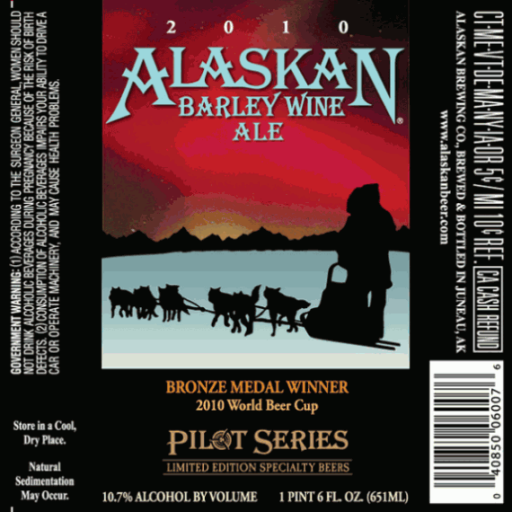 2010
ALASKAN
BARLEY WINE
ALE
BRONZE MEDAL WINNER
2010 World Beer Cup
PILOT SERIES
LIMITED EDITION SPECIALTY BEERS
10.7% ALCOHOL BY VOLUME 1 PINT 6 FL. OZ. (651ML)
GOVERNMENT WARNING: (1) ACCORDING TO THE SURGEON GENERAL, WOMEN SHOULD
NOT DRINK ALCOHOLIC BEVERAGES DURING PREGNANCY BECAUSE OF THE RISK OF BIRTH
DEFECTS. (2) CONSUMPTION OF ALCOHOLIC BEVERAGES IMPAIRS YOUR ABILITY TO DRIVE A
CAR OR OPERATE MACHINERY, AND MAY CAUSE HEALTH PROBLEMS.
Store in a Cool,
Dry Place.
Natural
Sedimentation
May Occur.
CT·ME·VT·DE·MA·NY·IA·OR 5¢/ MI 10¢ REF. CA CASH REFUND
ALASKAN BREWING CO., BREWED & BOTTLED IN JUNEAU, AK
www.alaskanbeer.com
0 40850 06007 6